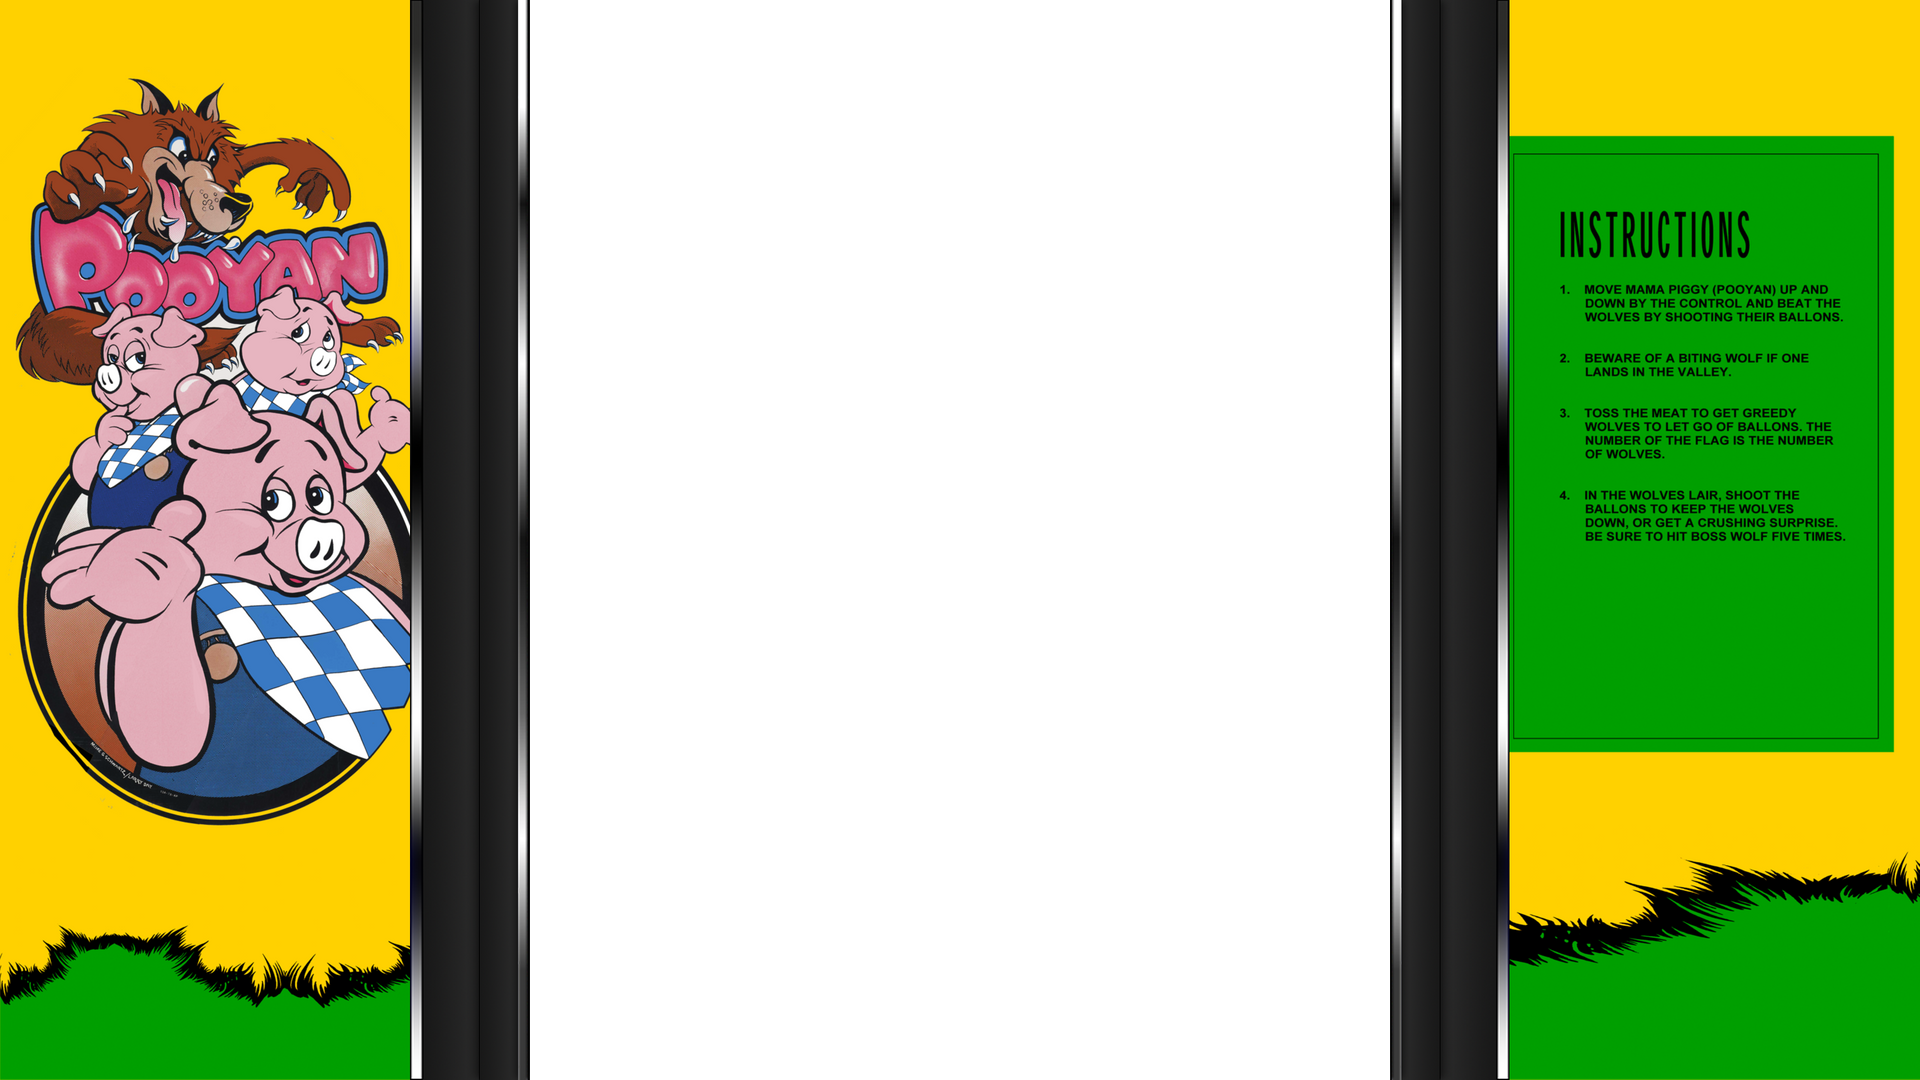 POOYAN
INSTRUCTIONS
1. MOVE MAMA PIGGY (POOYAN) UP AND
DOWN BY THE CONTROL AND BEAT THE
WOLVES BY SHOOTING THEIR BALLONS.
2. BEWARE OF A BITING WOLF IF ONE
LANDS IN THE VALLEY.
3. TOSS THE MEAT TO GET GREEDY
WOLVES TO LET GO OF BALLONS. THE
NUMBER OF THE FLAG IS THE NUMBER
OF WOLVES.
4. IN THE WOLVES LAIR, SHOOT THE
BALLONS TO KEEP THE WOLVES
DOWN, OR GET A CRUSHING SURPRISE.
BE SURE TO HIT BOSS WOLF FIVE TIMES.